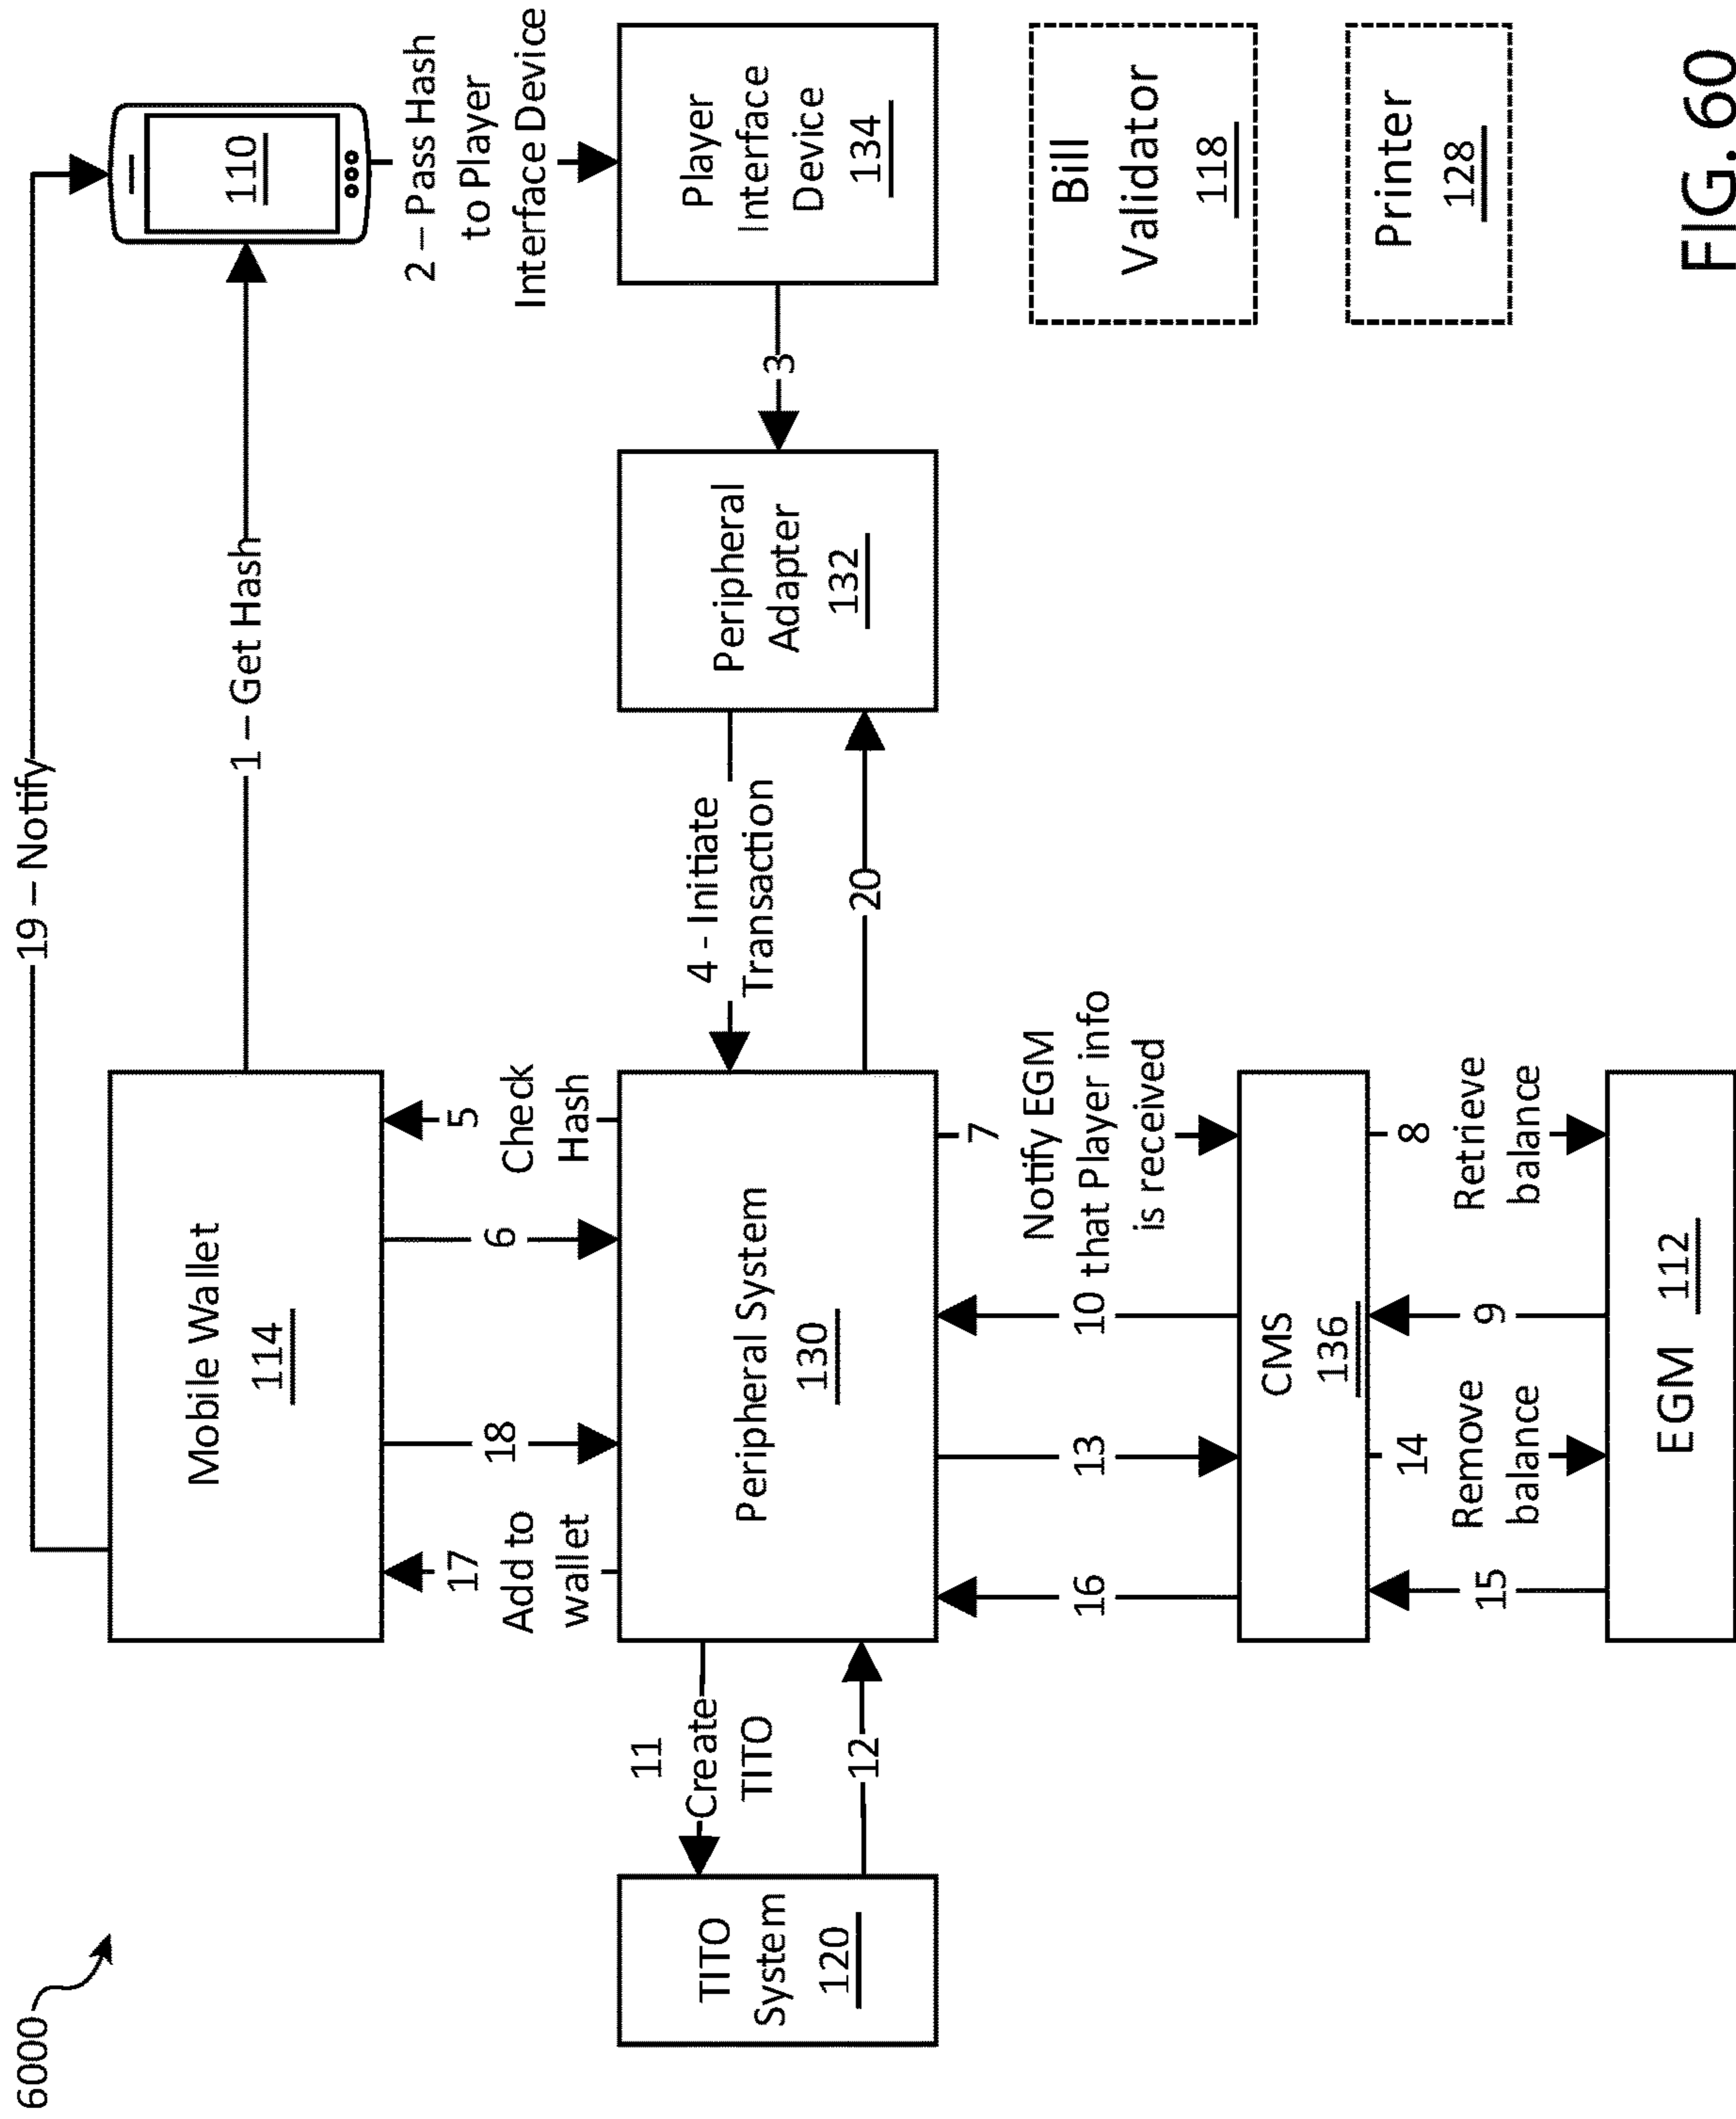 6000
19 – Notify
1 – Get Hash
110
Mobile Wallet
114
2 – Pass Hash
to Player
Interface Device
17
Add to
wallet
18
6
5
Check
Hash
TITO
System
120
11
Create
TITO
12
Peripheral System
130
4 - Initiate
Transaction
20
Peripheral
Adapter
132
3
Player
Interface
Device
134
16
13
10
7
Notify EGM
that Player info
is received
Bill
Validator
118
CMS
136
15
14
Remove
balance
9
8
Retrieve
balance
Printer
128
EGM 112
FIG. 60